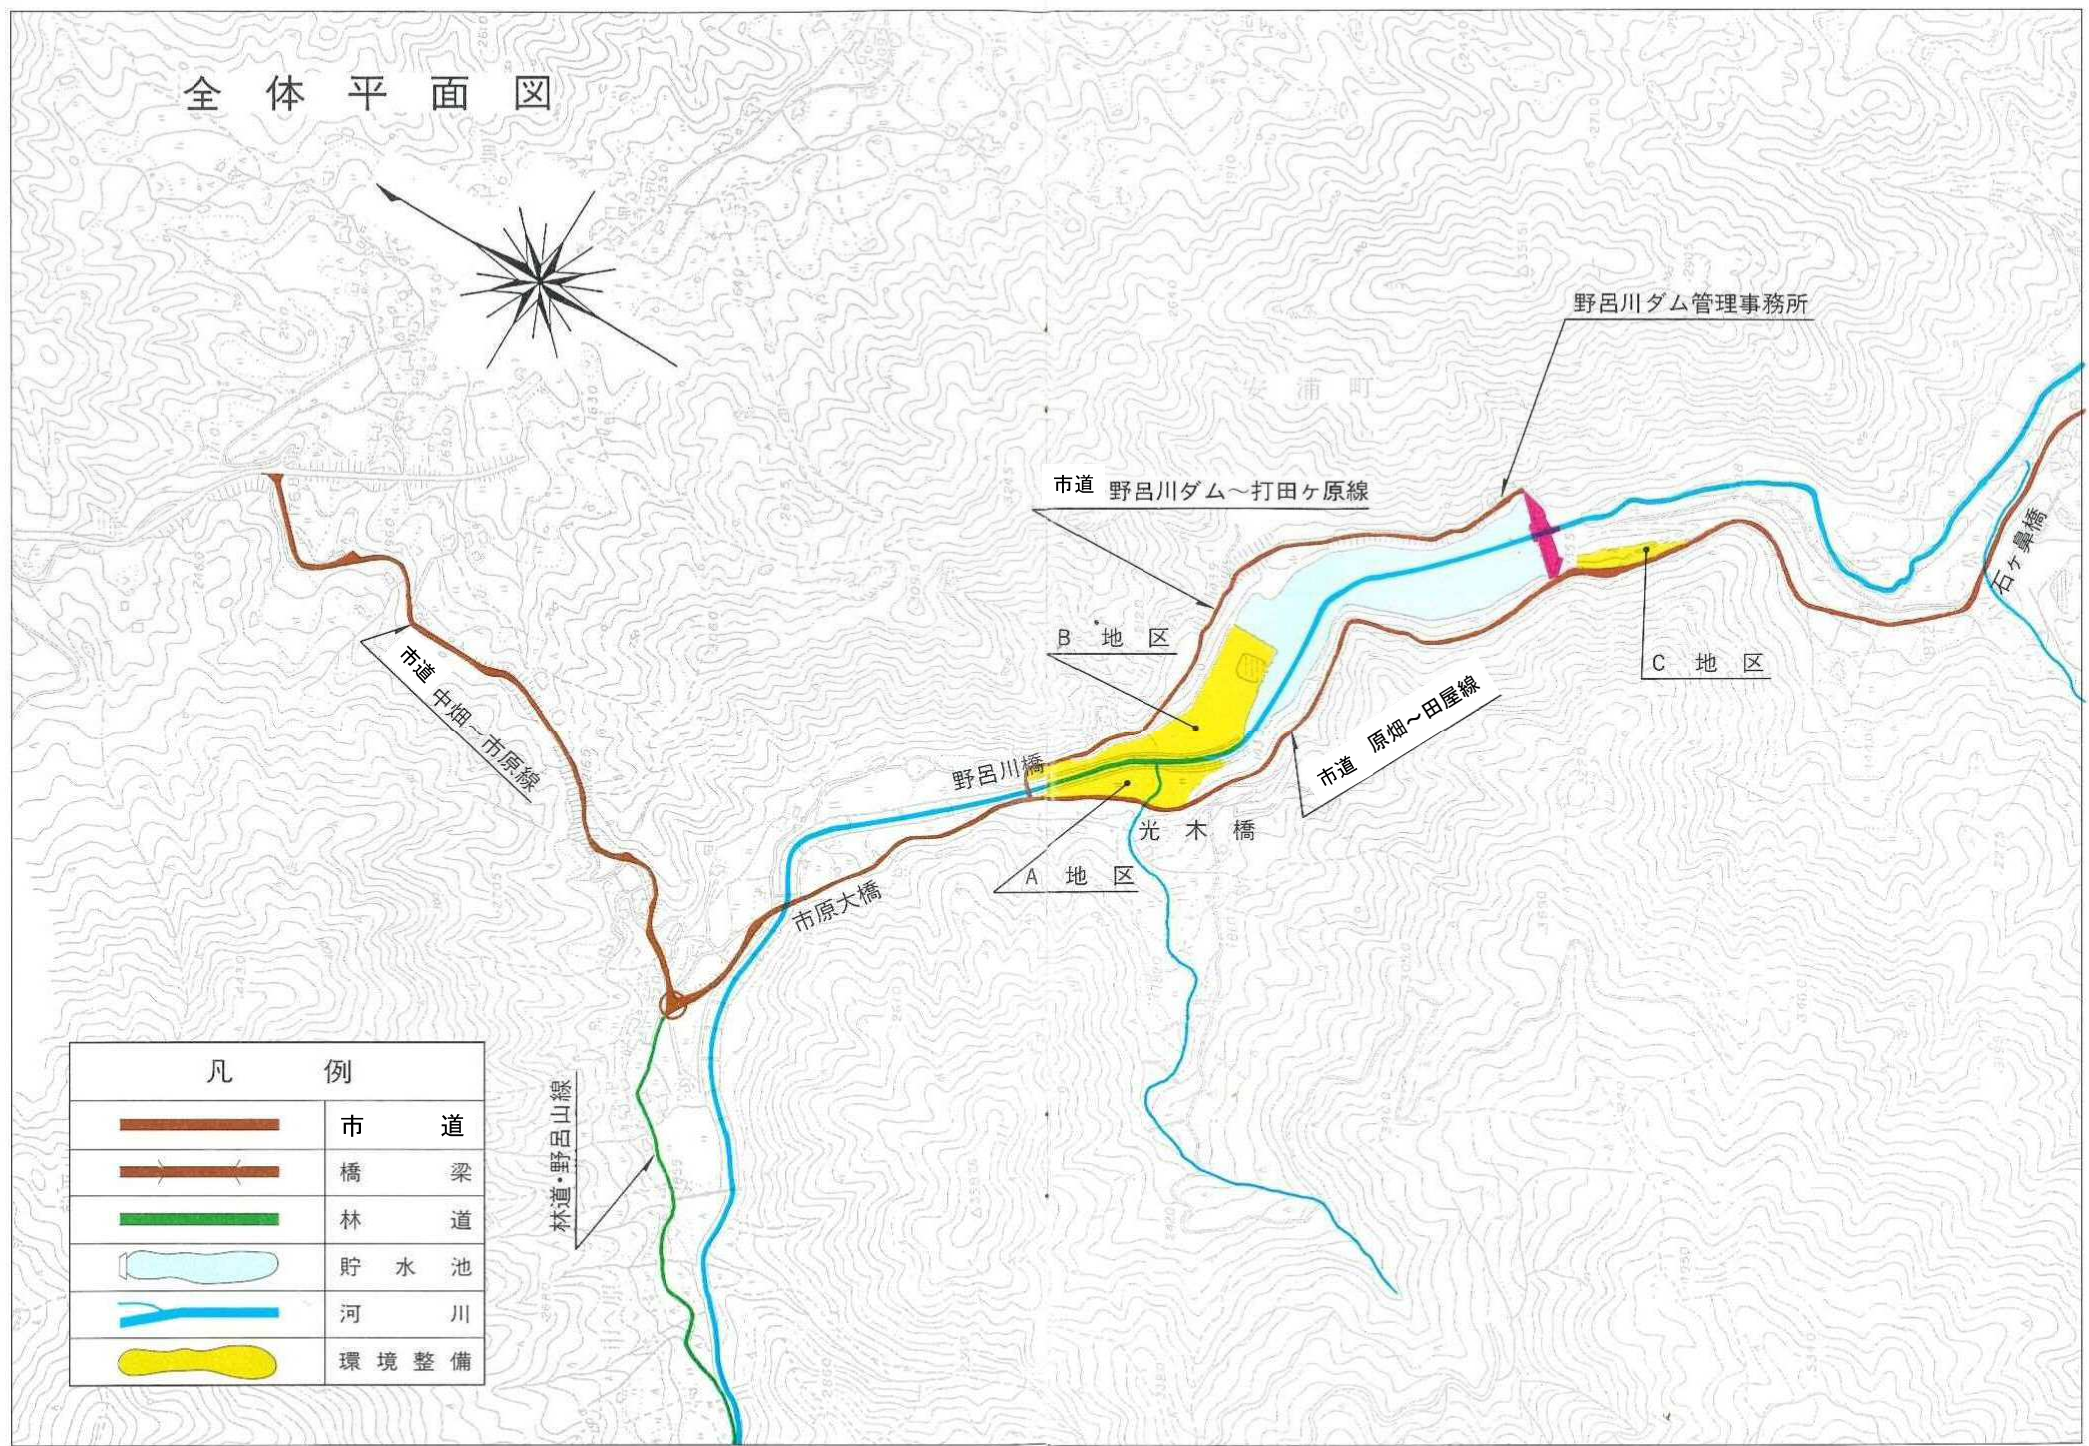 全体平面図
野呂川ダム管理事務所
安浦町
市道 野呂川ダム～打田ヶ原線
石ヶ鼻橋
B 地区
C 地区
市道 中畑～市原線
市道 原畑～田屋線
野呂川橋
光木橋
A 地区
市原大橋
林道・野呂山線
凡例
市道
橋梁
林道
貯水池
河川
環境整備